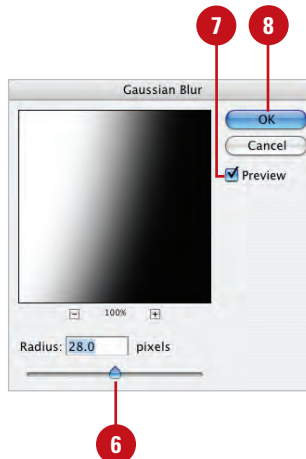 7 8
Gaussian Blur
OK
Cancel
Preview
100%
Radius: 28.0 pixels
6